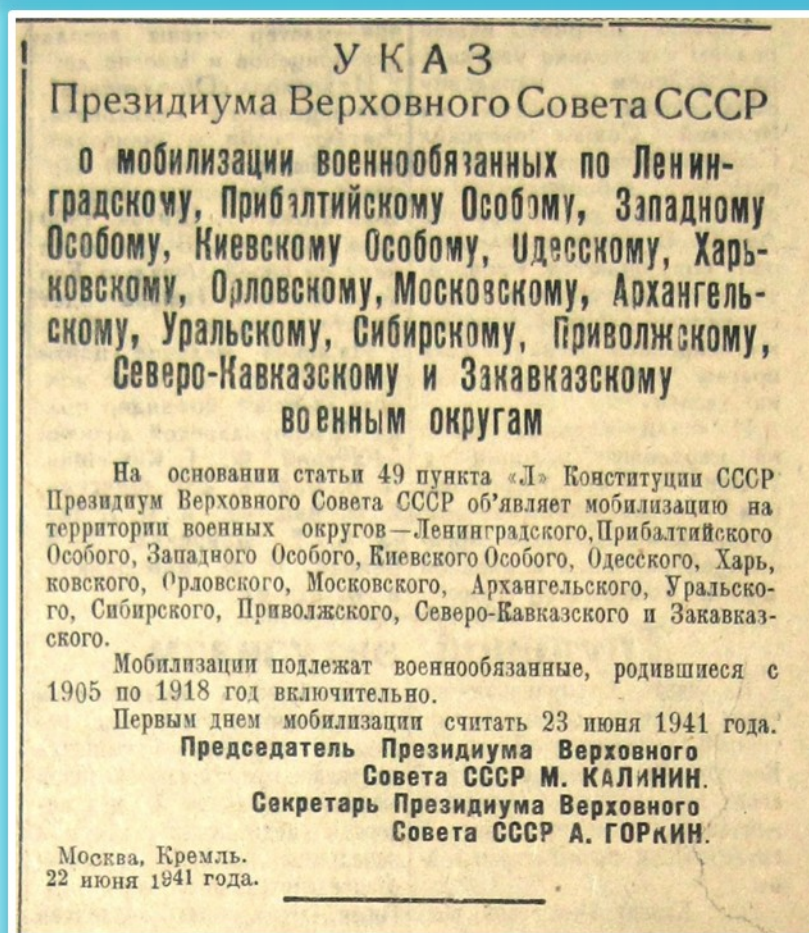 УКАЗ
Президиума Верховного Совета СССР
о мобилизации военнообязанных по Ленин-
градскому, Прибалтийскому Особому, Западному
Особому, Киевскому Особому, Одесскому, Харь-
ковскому, Орловскому, Московскому, Архангель-
скому, Уральскому, Сибирскому, Приволжскому,
Северо-Кавказскому и Закавказскому
военным округам
На основании статьи 49 пункта «Л» Конституции СССР
Президиум Верховного Совета СССР об’являет мобилизацию на
территории военных округов—Ленинградского, Прибалтийского
Особого, Западного Особого, Киевского Особого, Одесского, Харь,
ковского, Орловского, Московского, Архангельского, Уральско-
го, Сибирского, Приволжского, Северо-Кавказского и Закавказ-
ского.
Мобилизации подлежат военнообязанные, родившиеся с
1905 по 1918 год включительно.
Первым днем мобилизации считать 23 июня 1941 года.
Председатель Президиума Верховного
Совета СССР М. КАЛИНИН.
Секретарь Президиума Верховного
Совета СССР А. ГОРКИН.
Москва, Кремль.
22 июня 1941 года.